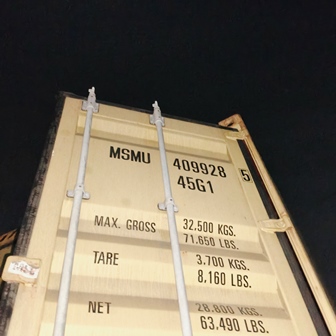 MSMU 409928 5
45G1
MAX. GROSS 32.500 KGS.
71.650 LBS.
TARE 3.700 KGS.
8,160 LBS.
NET 28.800 KGS.
63,490 LBS.